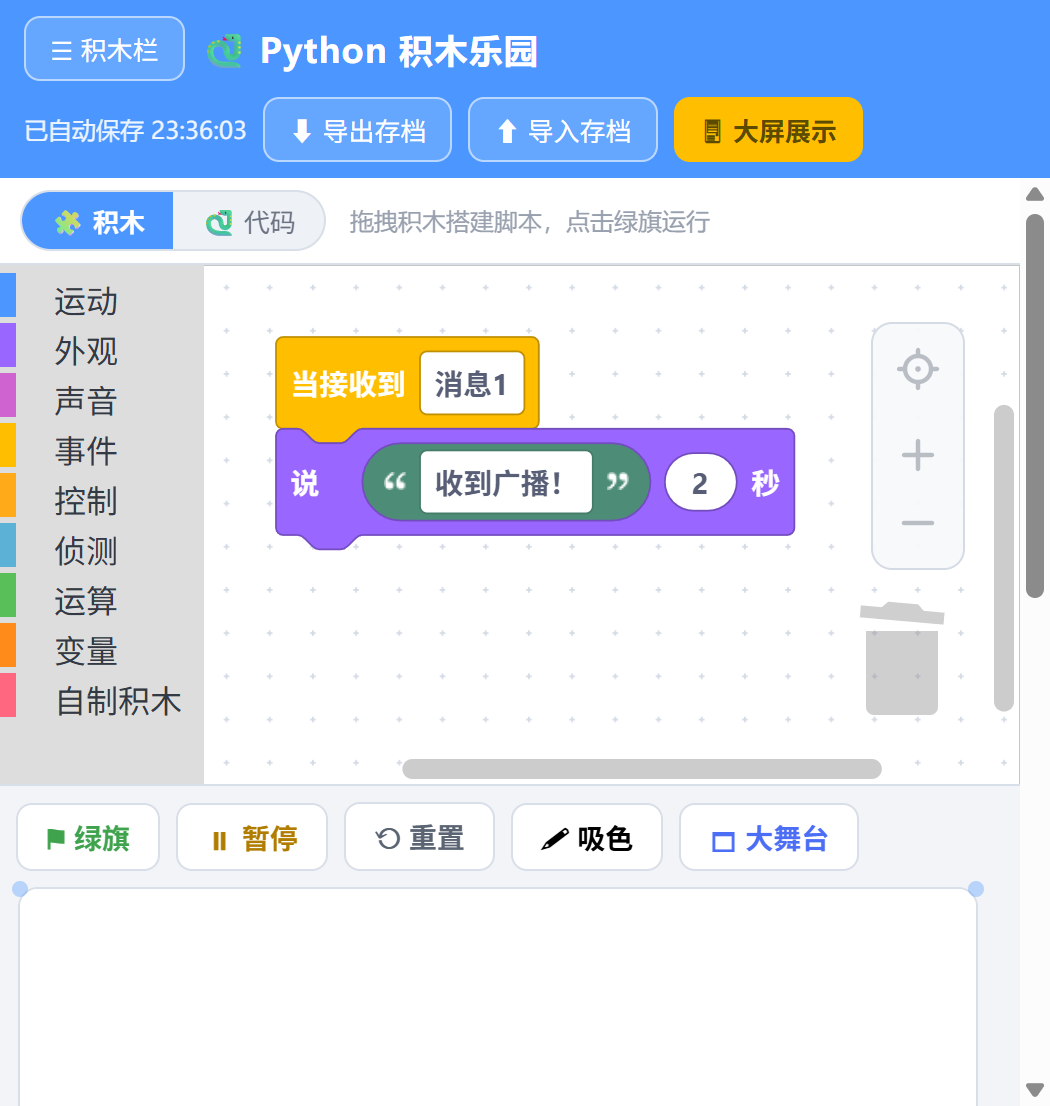 ☰ 积木栏
Python 积木乐园
已自动保存 23:36:03
导出存档
导入存档
大屏展示
积木
代码
拖拽积木搭建脚本，点击绿旗运行
运动
外观
声音
事件
控制
侦测
运算
变量
自制积木
当接收到 消息1
说 “ 收到广播！ ” 2 秒
绿旗
暂停
重置
吸色
大舞台